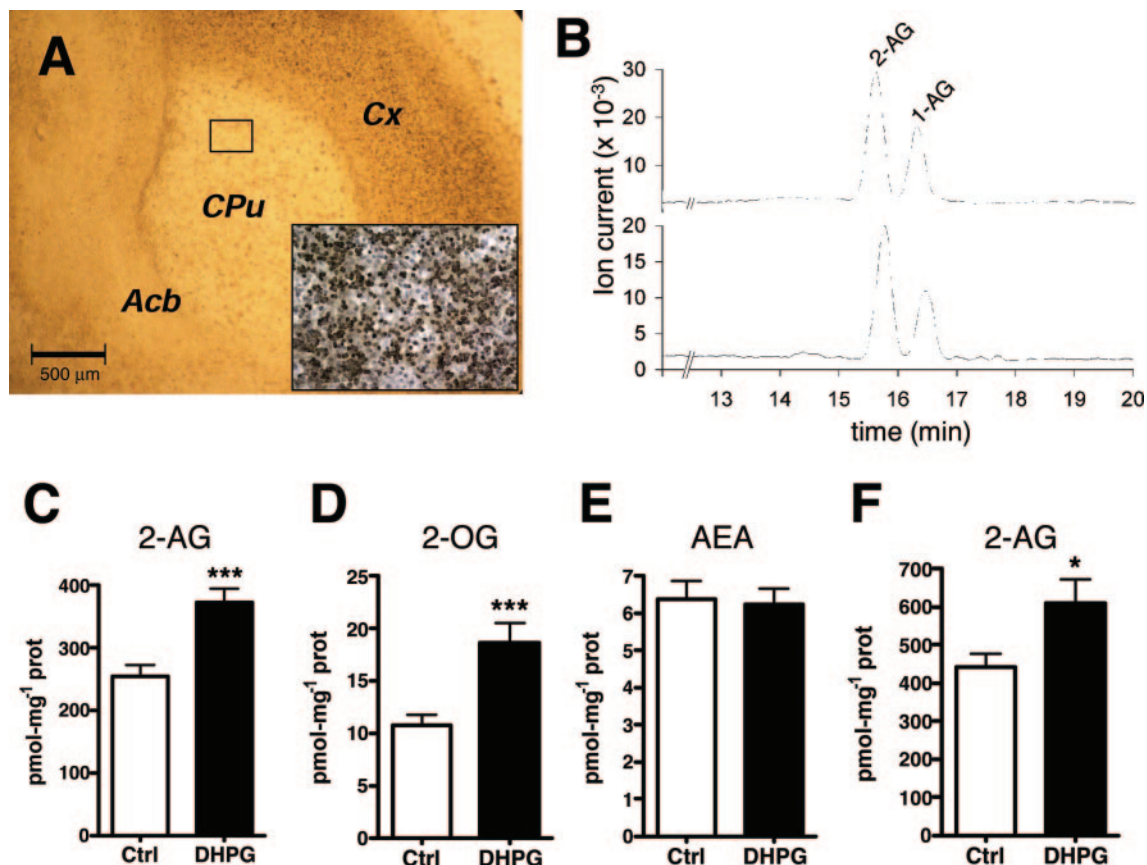 A
Cx
CPu
Acb
500 µm
B
2-AG
1-AG
Ion current (x 10-3)
30
20
10
20
15
10
5
0
13 14 15 16 17 18 19 20
time (min)
C
2-AG
pmol-mg-1 prot
400
300
200
100
0
***
Ctrl DHPG
D
2-OG
pmol-mg-1 prot
25
20
15
10
5
0
***
Ctrl DHPG
E
AEA
pmol-mg-1 prot
7
6
5
4
3
2
1
0
Ctrl DHPG
F
2-AG
pmol-mg-1 prot
700
600
500
400
300
200
100
0
*
Ctrl DHPG